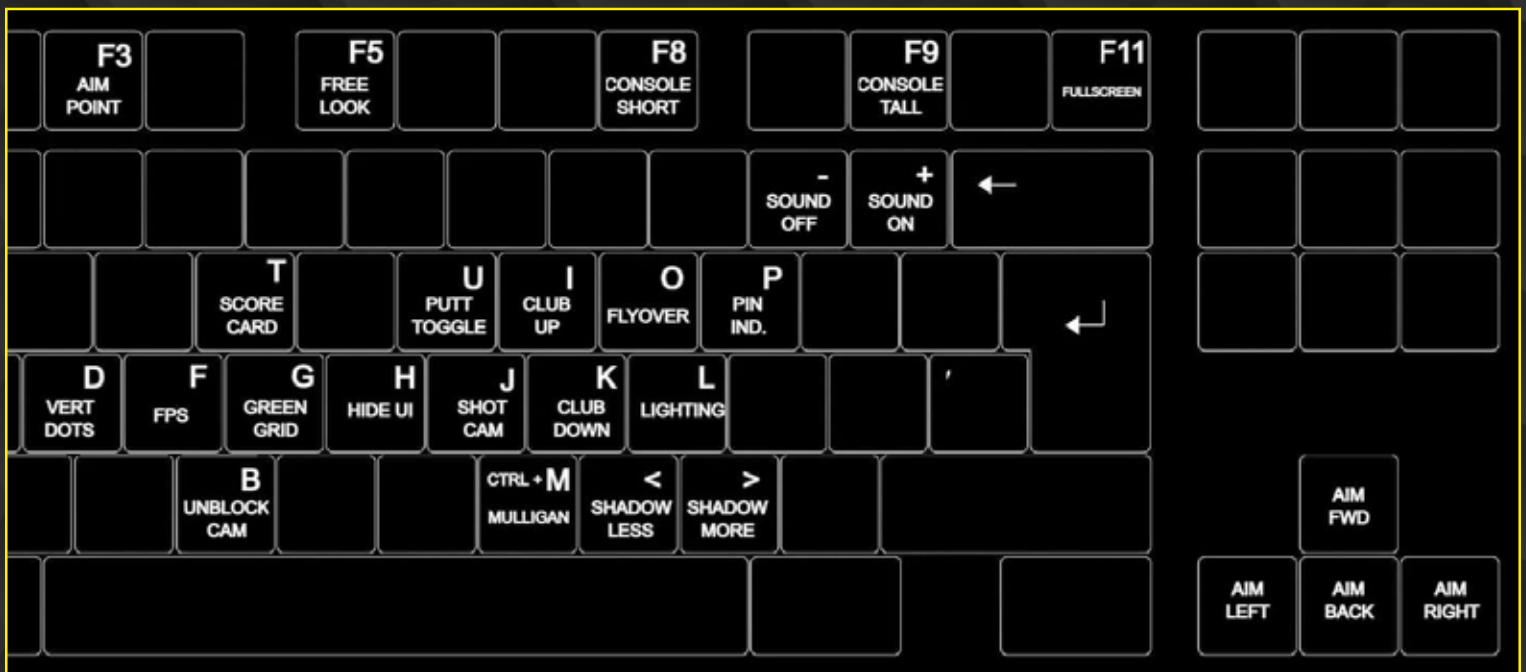 F3
AIM
POINT
F5
FREE
LOOK
F8
CONSOLE
SHORT
F9
CONSOLE
TALL
F11
FULLSCREEN
-
SOUND
OFF
+
SOUND
ON
←
T
SCORE
CARD
U
PUTT
TOGGLE
I
CLUB
UP
O
FLYOVER
P
PIN
IND.
D
VERT
DOTS
F
FPS
G
GREEN
GRID
H
HIDE UI
J
SHOT
CAM
K
CLUB
DOWN
L
LIGHTING
'
B
UNBLOCK
CAM
CTRL + M
MULLIGAN
<
SHADOW
LESS
>
SHADOW
MORE
AIM
FWD
AIM
LEFT
AIM
BACK
AIM
RIGHT